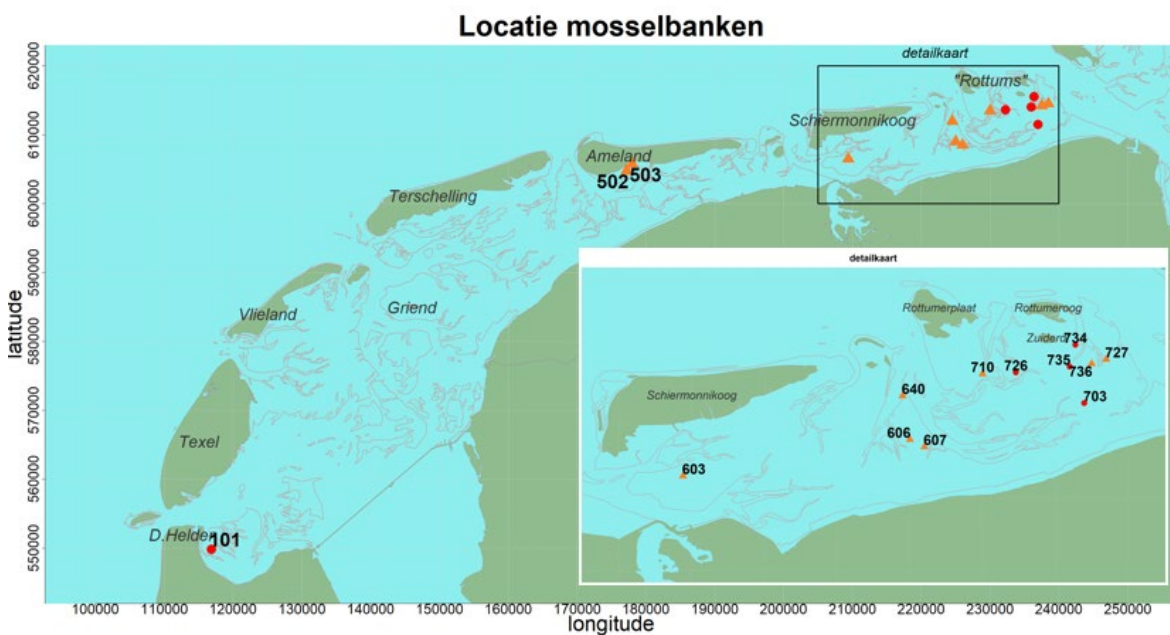 Locatie mosselbanken
detailkaart
"Rottums"
Schiermonnikoog
Ameland
502 503
Terschelling
Vlieland
Griend
Texel
D.Helder
101
detailkaart
Rottumerplaat
Rottumeroog
Zuiderd
734
727
735
736
710
726
703
640
606
607
603
Schiermonnikoog
latitude
620000
610000
600000
590000
580000
570000
560000
550000
100000 110000 120000 130000 140000 150000 160000 170000 180000 190000 200000 210000 220000 230000 240000 250000
longitude